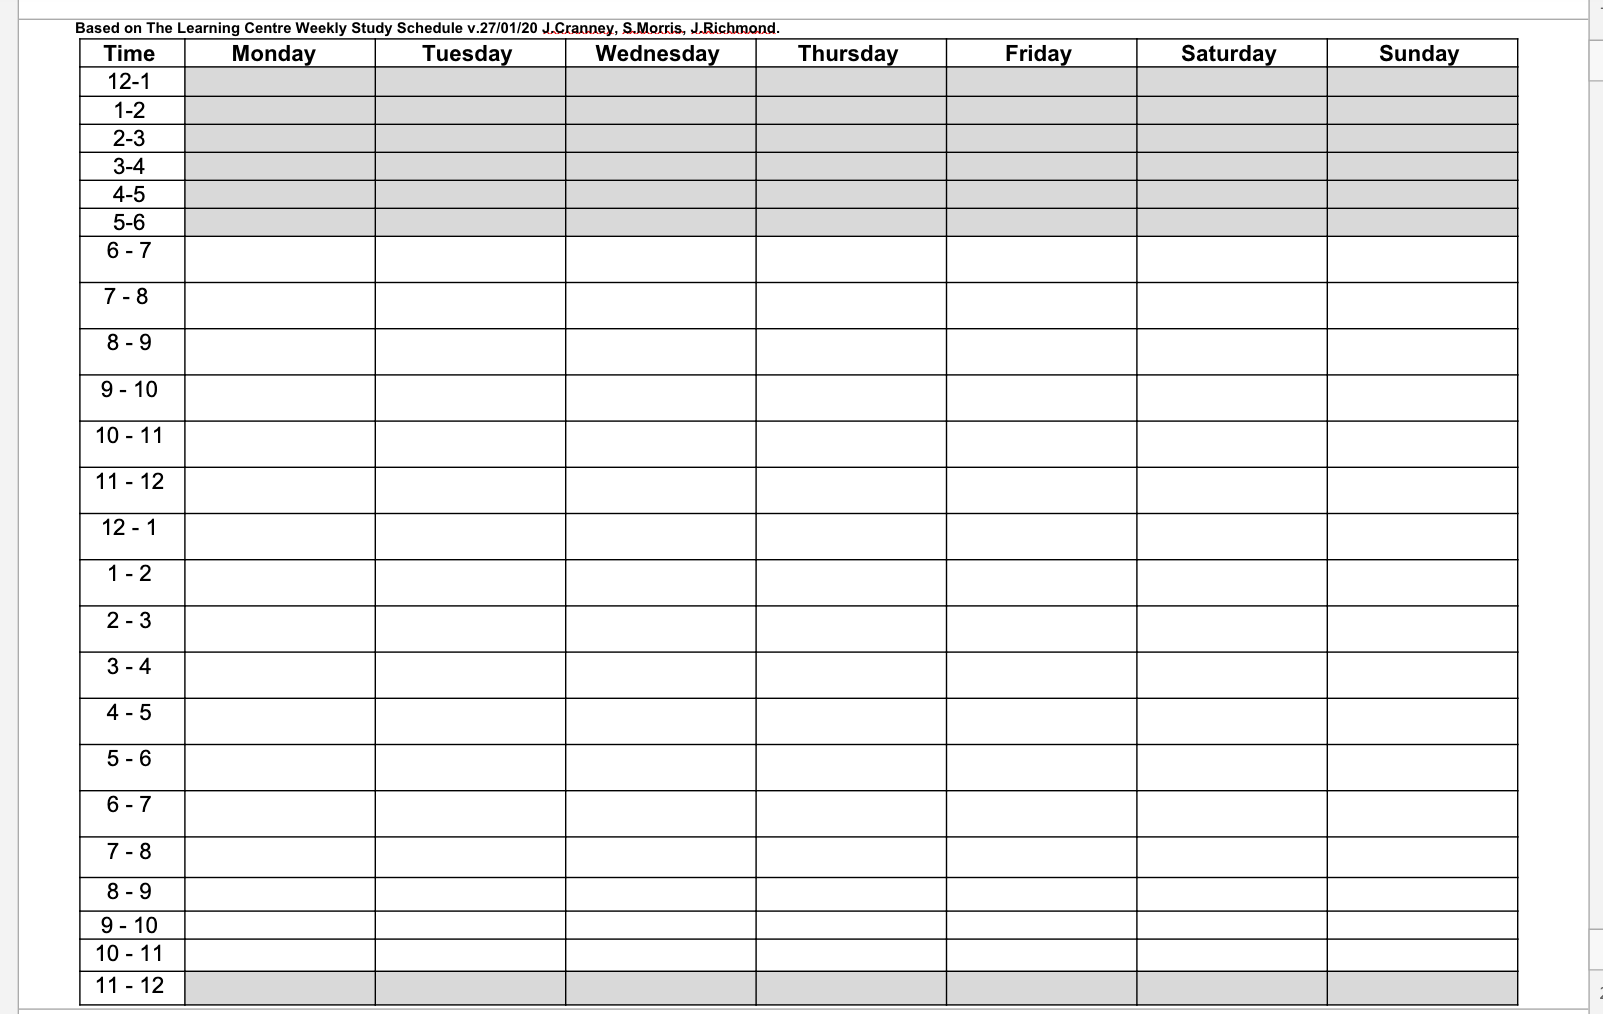 Based on The Learning Centre Weekly Study Schedule v.27/01/20 J.Cranney, S.Morris, J.Richmond.
Time Monday Tuesday Wednesday Thursday Friday Saturday Sunday
12-1
1-2
2-3
3-4
4-5
5-6
6 - 7
7 - 8
8 - 9
9 - 10
10 - 11
11 - 12
12 - 1
1 - 2
2 - 3
3 - 4
4 - 5
5 - 6
6 - 7
7 - 8
8 - 9
9 - 10
10 - 11
11 - 12